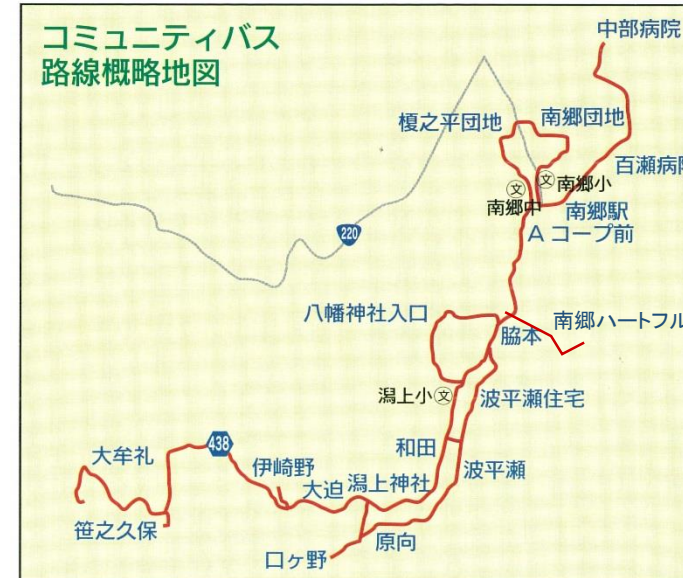 コミュニティバス
路線概略地図
中部病院
榎之平団地
南郷団地
百瀬病院
文
南郷小
文
南郷中
南郷駅
Aコープ前
220
八幡神社入口
南郷ハートフル
脇本
潟上小
文
波平瀬住宅
438
和田
大牟礼
伊崎野
波平瀬
大迫
潟上神社
笹之久保
原向
口ヶ野